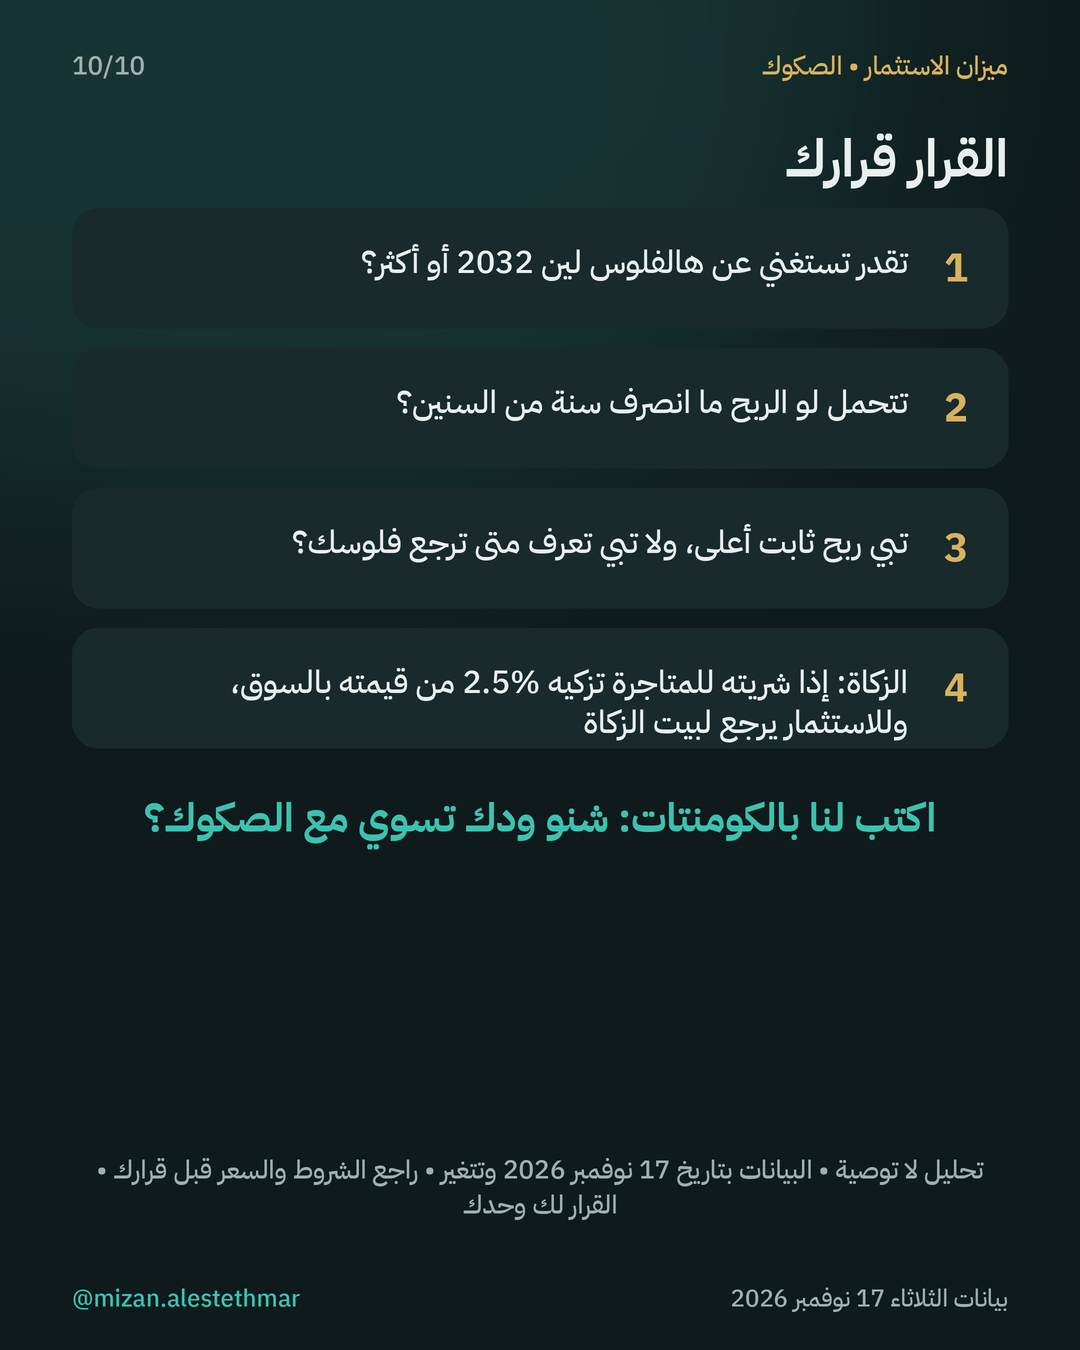 ميزان الاستثمار • الصكوك
10/10
القرار قرارك
1 تقدر تستغني عن هالفلوس لين 2032 أو أكثر؟
2 تتحمل لو الربح ما انصرف سنة من السنين؟
3 تبي ربح ثابت أعلى، ولا تبي تعرف متى ترجع فلوسك؟
4 الزكاة: إذا شريته للمتاجرة تزكيه 2.5% من قيمته بالسوق،
وللاستثمار يرجع لبيت الزكاة
اكتب لنا بالكومنتات: شنو ودك تسوي مع الصكوك؟
تحليل لا توصية • البيانات بتاريخ 17 نوفمبر 2026 وتتغير • راجع الشروط والسعر قبل قرارك •
القرار لك وحدك
بيانات الثلاثاء 17 نوفمبر 2026
@mizan.alestethmar